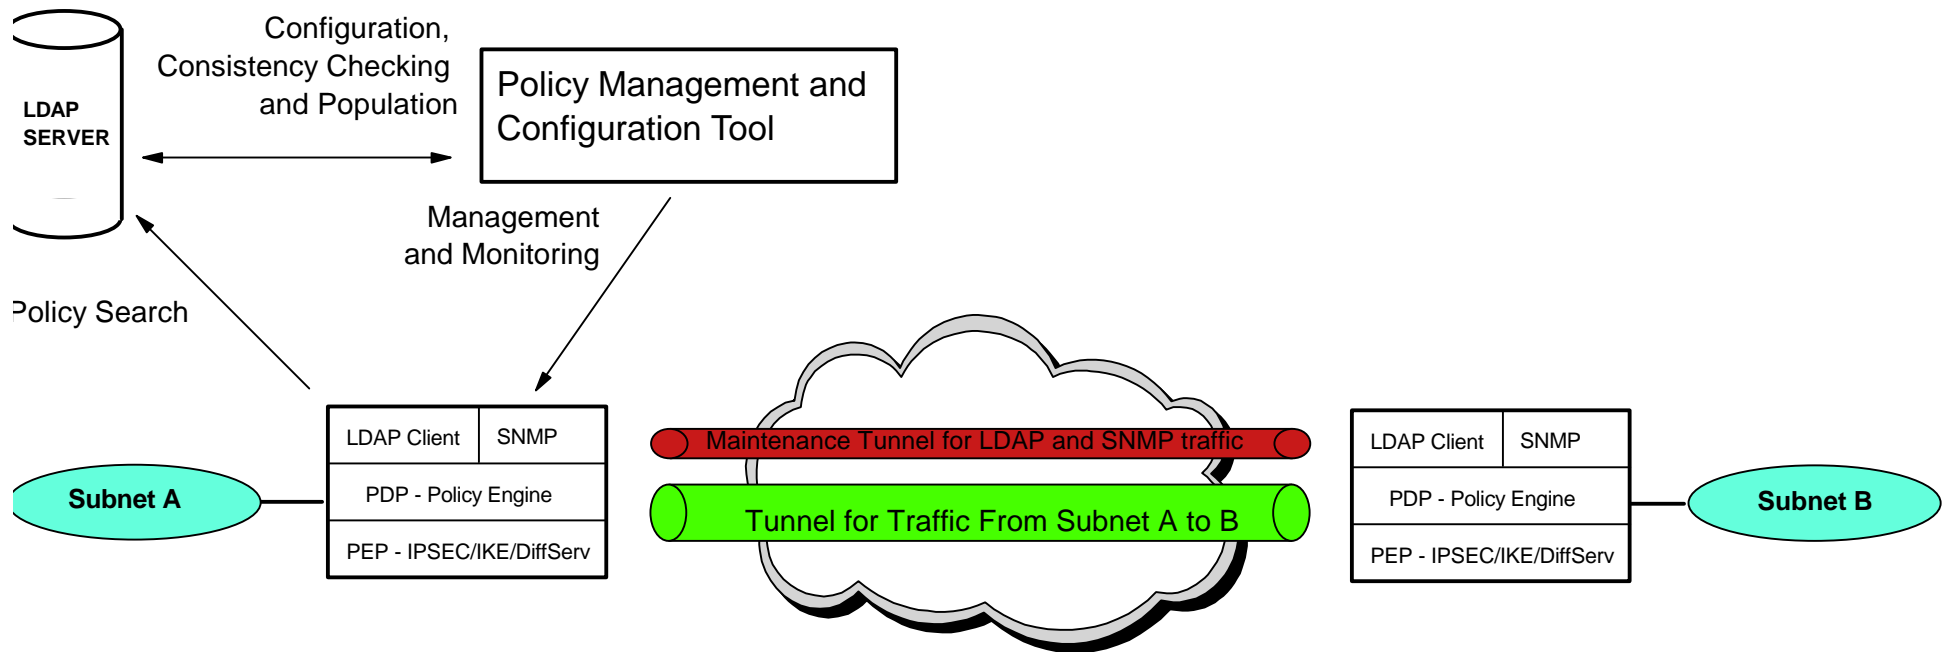 Configuration,
Consistency Checking
and Population
LDAP
SERVER
Policy Management and
Configuration Tool
Management
and Monitoring
Policy Search
LDAP Client
SNMP
PDP - Policy Engine
PEP - IPSEC/IKE/DiffServ
Subnet A
Maintenance Tunnel for LDAP and SNMP traffic
Tunnel for Traffic From Subnet A to B
LDAP Client
SNMP
PDP - Policy Engine
PEP - IPSEC/IKE/DiffServ
Subnet B